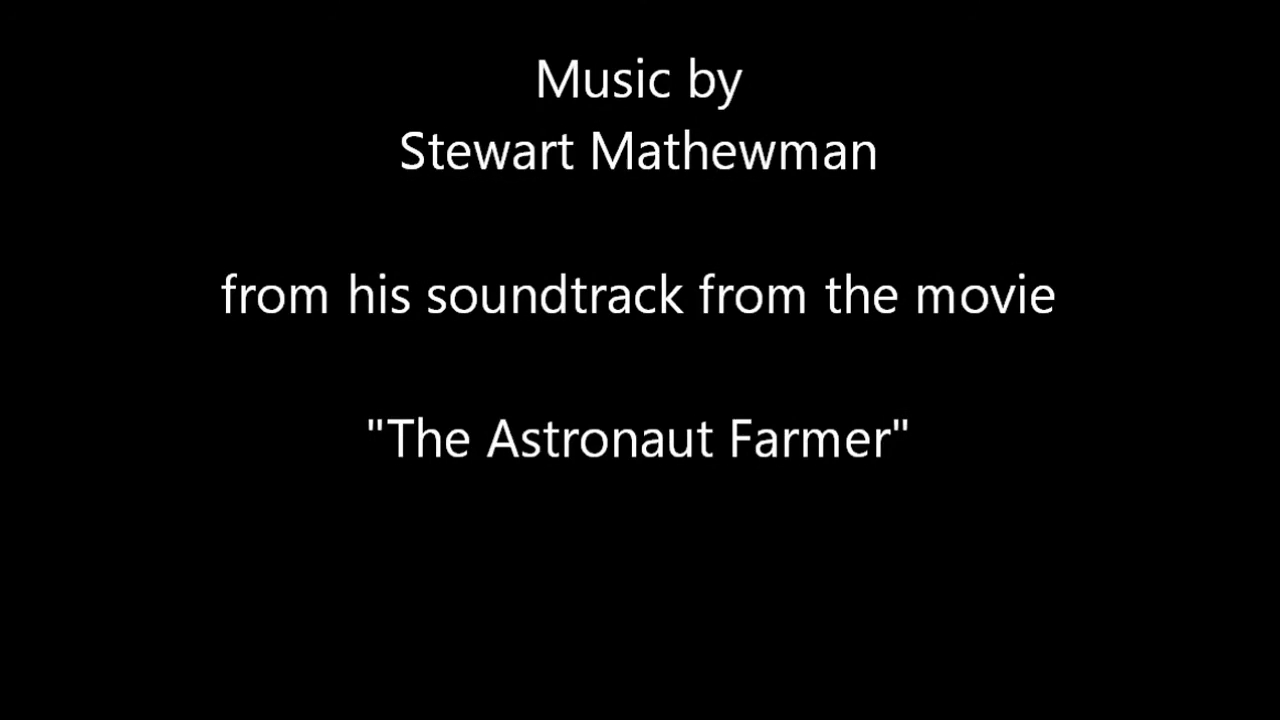 Music by
Stewart Mathewman
from his soundtrack from the movie
"The Astronaut Farmer"